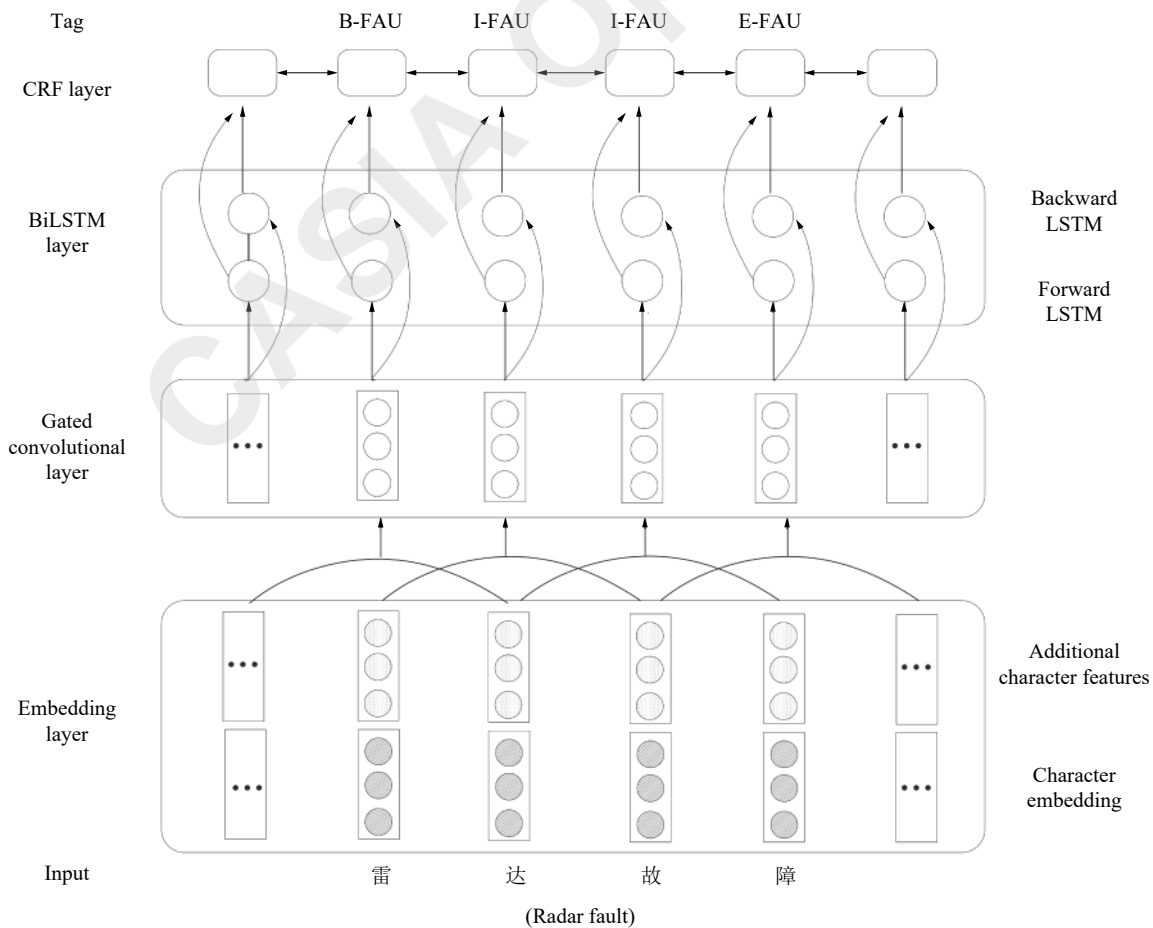 Tag
B-FAU
I-FAU
I-FAU
E-FAU
CRF layer
BiLSTM
layer
Backward
LSTM
Forward
LSTM
Gated
convolutional
layer
Embedding
layer
Additional
character features
Character
embedding
Input
雷
达
故
障
(Radar fault)
CASIA